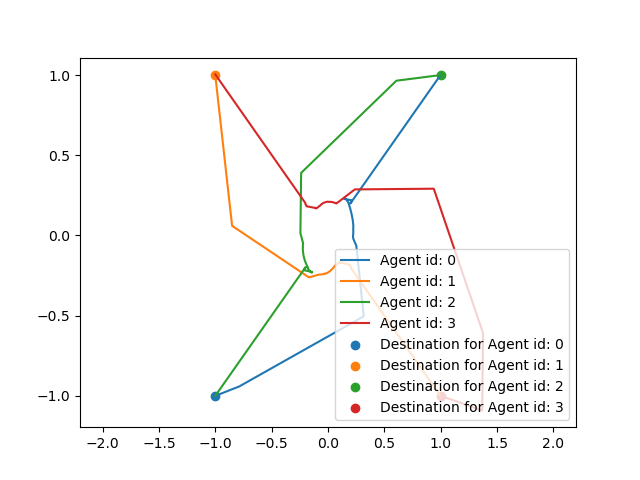 1.0
0.5
0.0
−0.5
−1.0
Agent id: 0
Agent id: 1
Agent id: 2
Agent id: 3
Destination for Agent id: 0
Destination for Agent id: 1
Destination for Agent id: 2
Destination for Agent id: 3
−2.0 −1.5 −1.0 −0.5 0.0 0.5 1.0 1.5 2.0